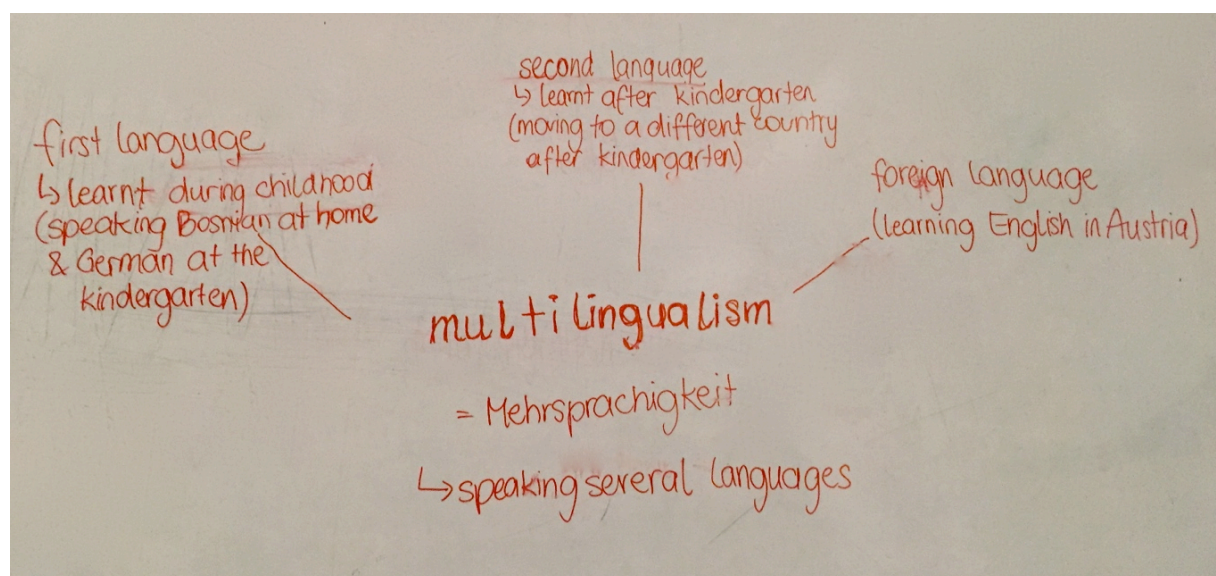 first language
↳ learnt during childhood
(speaking Bosnian at home
& German at the
kindergarten)
second language
↳ learnt after kindergarten
(moving to a different country
after kindergarten)
foreign language
(learning English in Austria)
multilingualism
= Mehrsprachigkeit
↳ speaking several languages